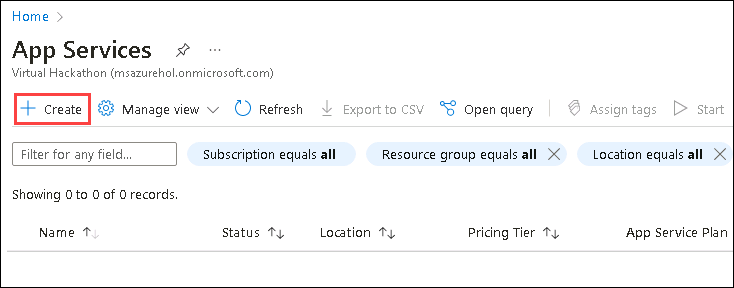 Home
App Services
Virtual Hackathon (msazurehol.onmicrosoft.com)
Create Manage view Refresh Export to CSV Open query Assign tags Start
Filter for any field... Subscription equals all Resource group equals all Location equals all
Showing 0 to 0 of 0 records.
Name Status Location Pricing Tier App Service Plan